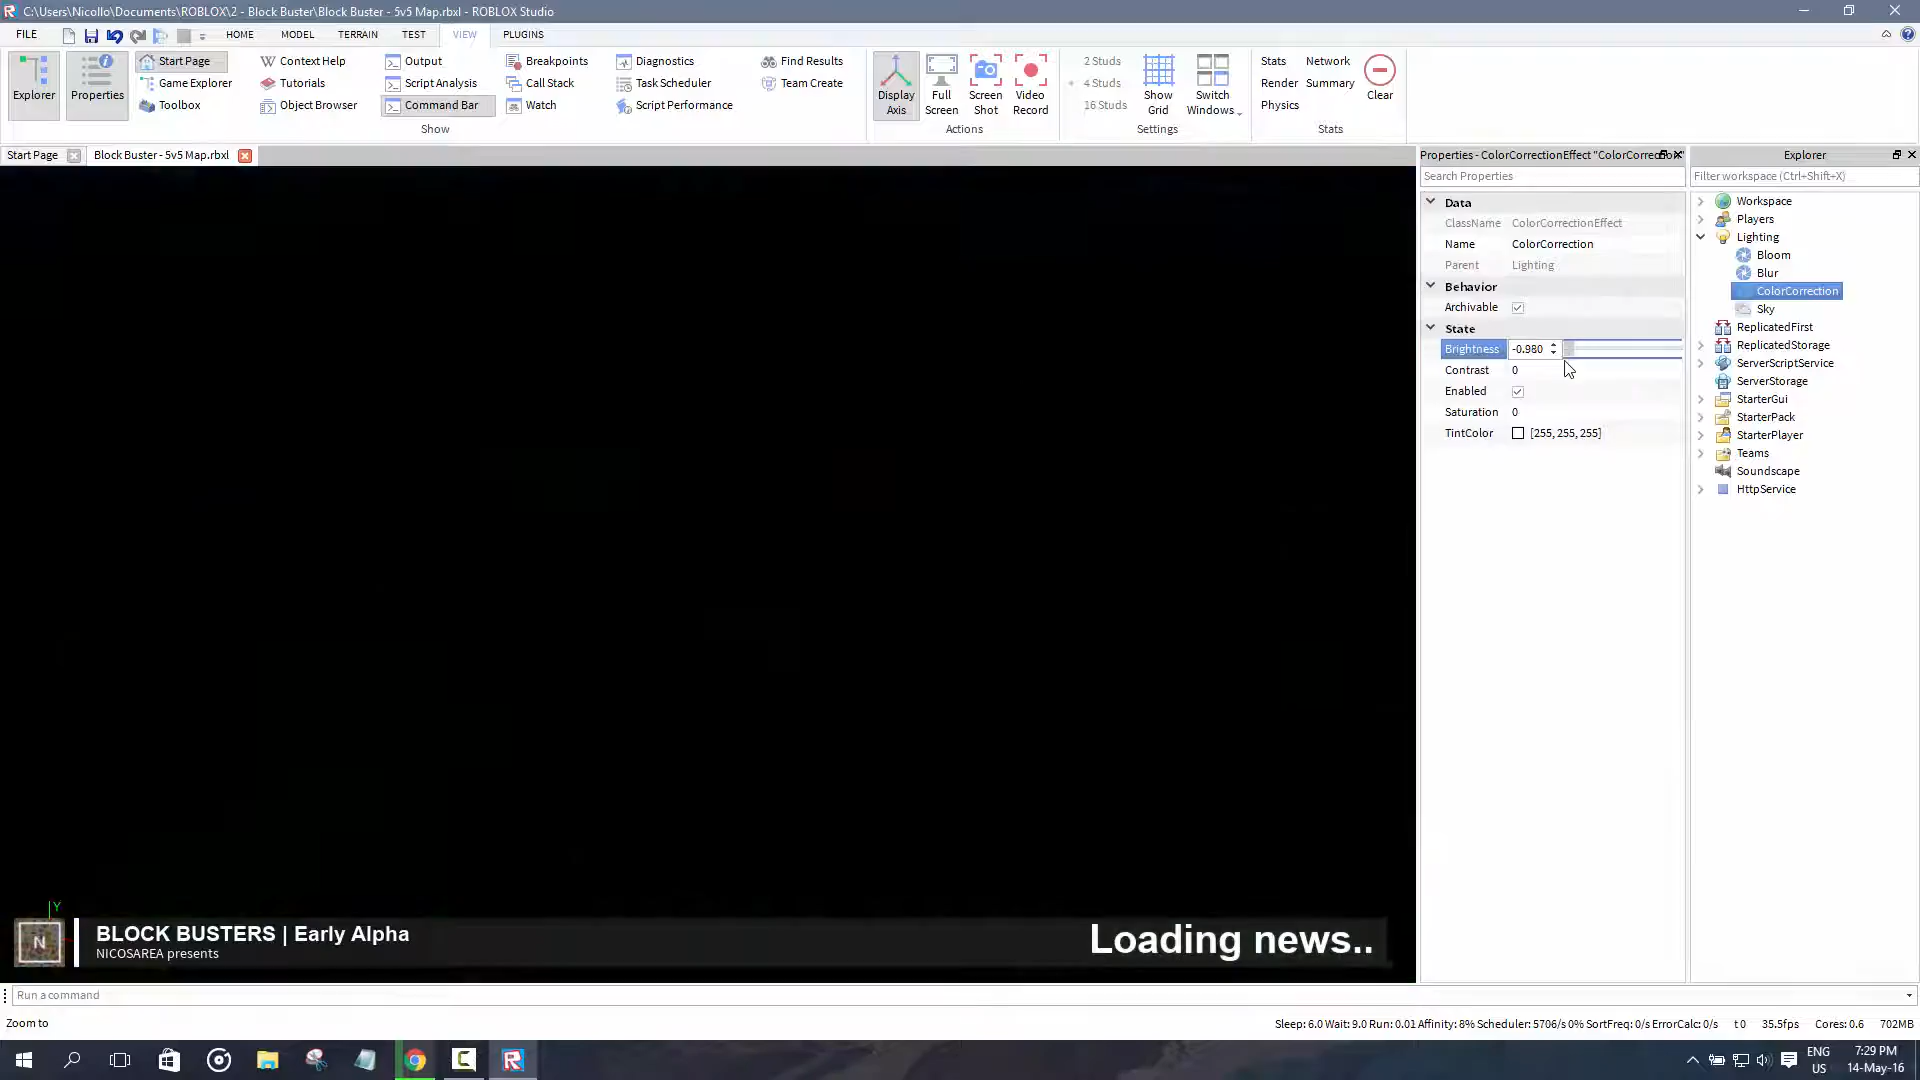 C:\Users\Nicollo\Documents\ROBLOX\2 - Block Buster\Block Buster - 5v5 Map.rbxl - ROBLOX Studio
FILE HOME MODEL TERRAIN TEST VIEW PLUGINS
Explorer
Properties
Start Page
Game Explorer
Toolbox
Context Help
Tutorials
Object Browser
Output
Script Analysis
Command Bar
Breakpoints
Call Stack
Watch
Diagnostics
Task Scheduler
Script Performance
Find Results
Team Create
Show
Display
Axis
Full
Screen
Screen
Shot
Video
Record
Actions
2 Studs
4 Studs
16 Studs
Show
Grid
Switch
Windows
Settings
Stats Network
Render Summary
Physics
Clear
Stats
Start Page Block Buster - 5v5 Map.rbxl
Properties - ColorCorrectionEffect
Search Properties
Data
ClassName ColorCorrectionEffect
Name ColorCorrection
Parent Lighting
Behavior
Archivable
State
Brightness -0.980
Contrast 0
Enabled
Saturation 0
TintColor [255, 255, 255]
Explorer
Filter workspace (Ctrl+Shift+X)
Workspace
Players
Lighting
Bloom
Blur
ColorCorrection
Sky
ReplicatedFirst
ReplicatedStorage
ServerScriptService
ServerStorage
StarterGui
StarterPack
StarterPlayer
Teams
Soundscape
HttpService
Y
N
BLOCK BUSTERS | Early Alpha
NICOSAREA presents
Loading news..
Run a command
Zoom to
Sleep: 6.0 Wait: 9.0 Run: 0.01 Affinity: 8% Scheduler: 5706/s 0% SortFreq: 0/s ErrorCalc: 0/s t 0 35.5fps Cores: 0.6 702MB
ENG
US
7:29 PM
14-May-16